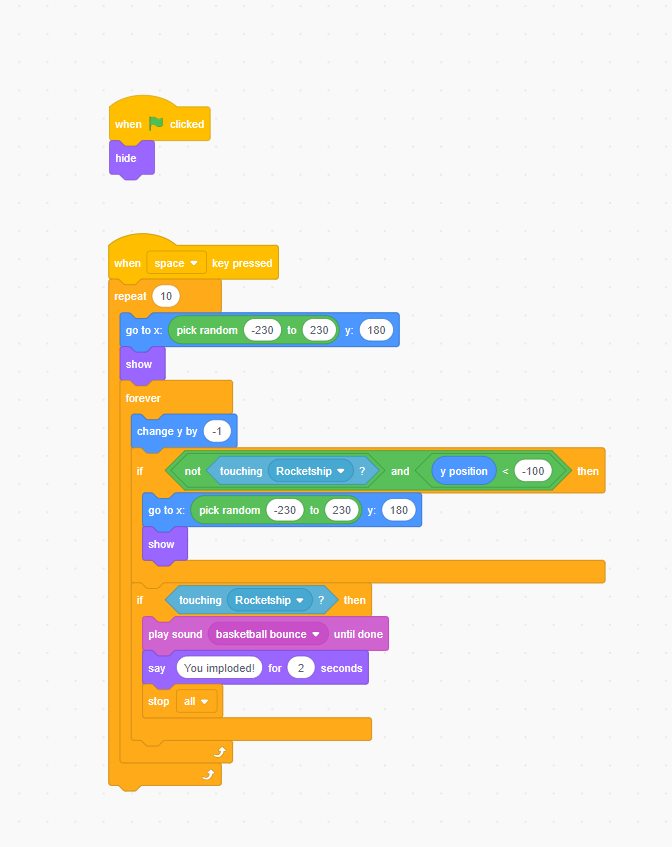 when clicked
hide
when space key pressed
repeat 10
go to x: pick random -230 to 230 y: 180
show
forever
change y by -1
if not touching Rocketship ? and y position < -100 then
go to x: pick random -230 to 230 y: 180
show
if touching Rocketship ? then
play sound basketball bounce until done
say You imploded! for 2 seconds
stop all